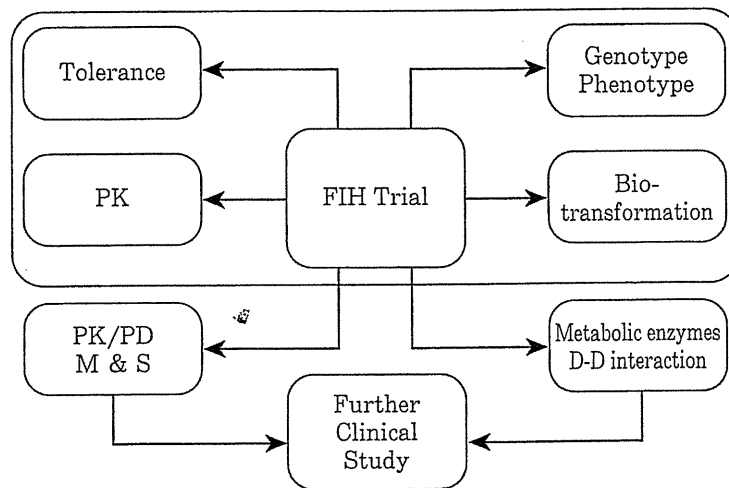 Tolerance
Genotype
Phenotype
PK
FIH Trial
Bio-
transformation
PK/PD
M & S
Metabolic enzymes
D-D interaction
Further
Clinical
Study